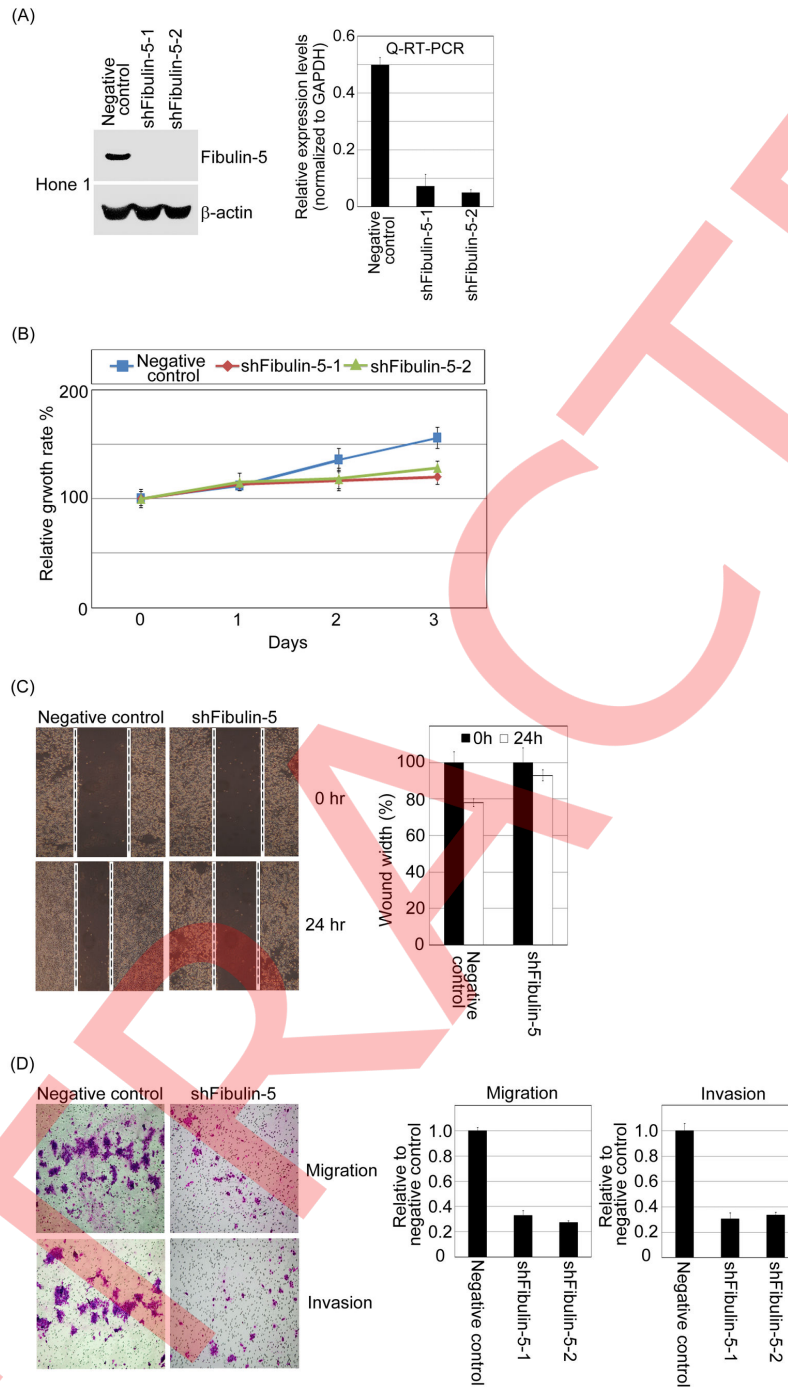 (A)
Negative control
shFibulin-5-1
shFibulin-5-2
Fibulin-5
Hone 1
β-actin
Q-RT-PCR
Relative expression levels
(normalized to GAPDH)
0.6
0.4
0.2
0
Negative control
shFibulin-5-1
shFibulin-5-2
(B)
Negative control
shFibulin-5-1
shFibulin-5-2
Relative grwoth rate %
200
100
0
0 1 2 3
Days
(C)
Negative control shFibulin-5
0 hr
24 hr
0h 24h
Wound width (%)
100
80
60
40
20
0
Negative control
shFibulin-5
(D)
Negative control shFibulin-5
Migration
Invasion
Migration
Relative to
negative control
1.0
0.8
0.6
0.4
0.2
0
Negative control
shFibulin-5-1
shFibulin-5-2
Invasion
Relative to
negative control
1.0
0.8
0.6
0.4
0.2
0
Negative control
shFibulin-5-1
shFibulin-5-2